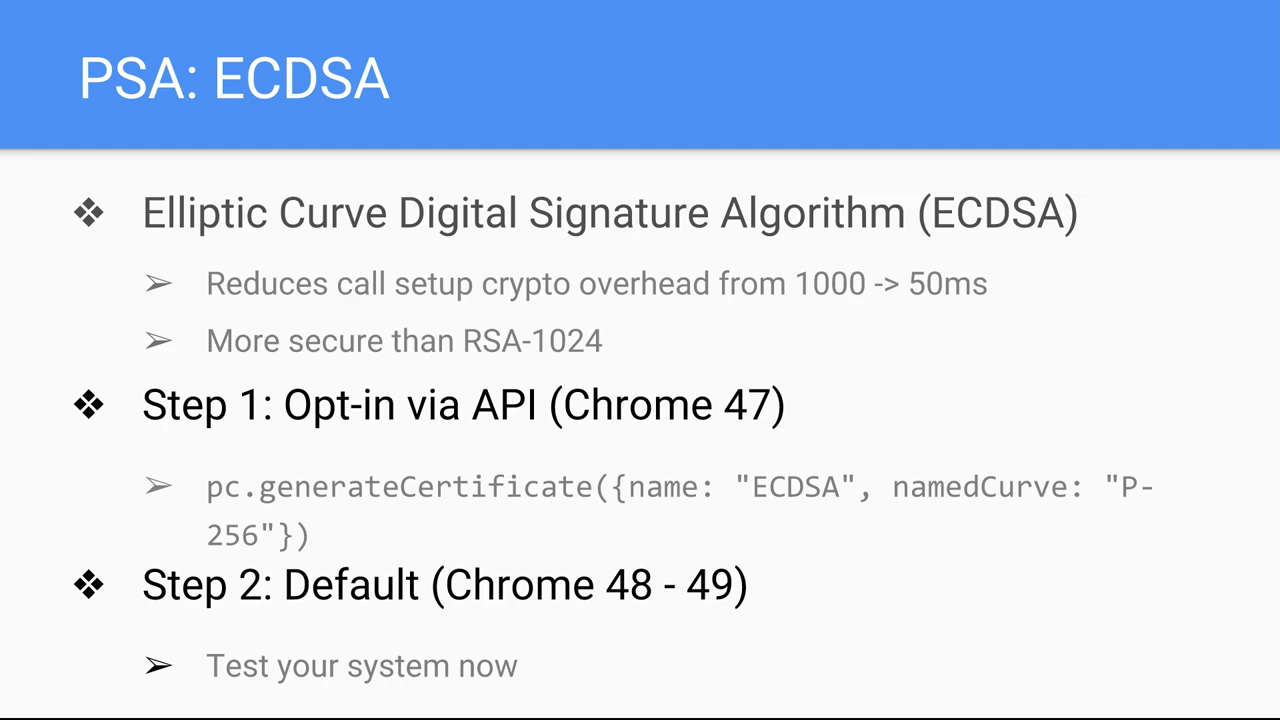 PSA: ECDSA
❖ Elliptic Curve Digital Signature Algorithm (ECDSA)
➢ Reduces call setup crypto overhead from 1000 -> 50ms
➢ More secure than RSA-1024
❖ Step 1: Opt-in via API (Chrome 47)
➢ pc.generateCertificate({name: "ECDSA", namedCurve: "P-
256"})
❖ Step 2: Default (Chrome 48 - 49)
➢ Test your system now